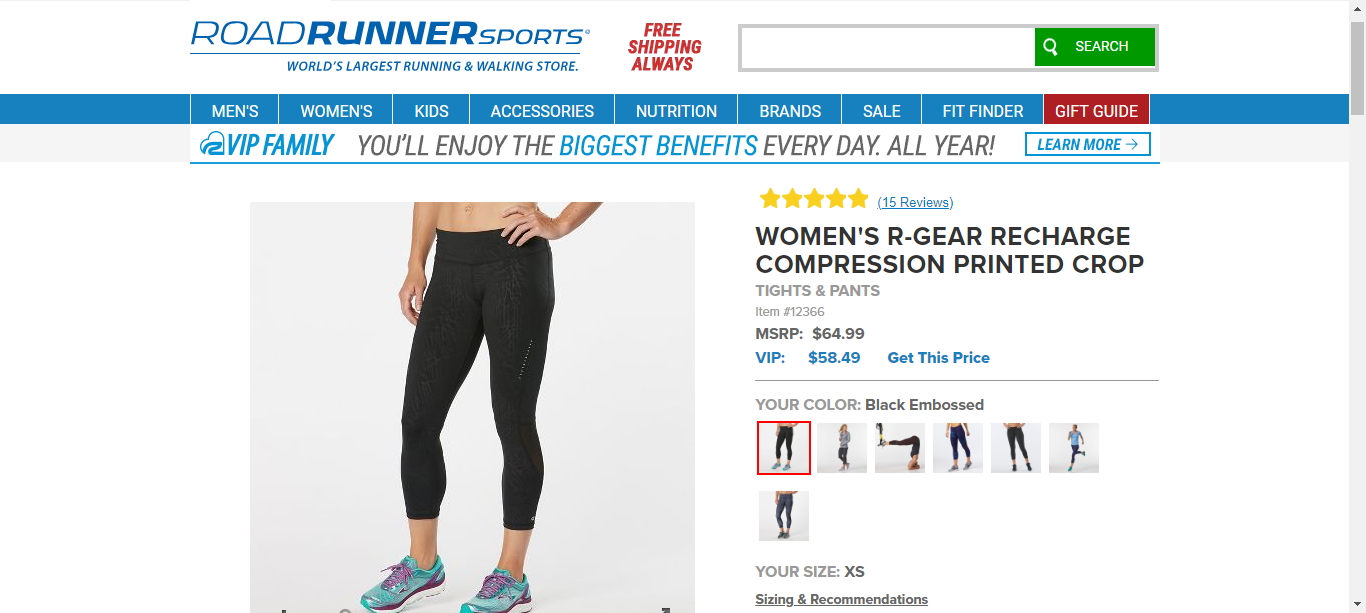 ROADRUNNERSPORTS®
WORLD'S LARGEST RUNNING & WALKING STORE.
FREE
SHIPPING
ALWAYS
SEARCH
MEN'S WOMEN'S KIDS ACCESSORIES NUTRITION BRANDS SALE FIT FINDER GIFT GUIDE
VIP FAMILY YOU'LL ENJOY THE BIGGEST BENEFITS EVERY DAY. ALL YEAR! LEARN MORE →
(15 Reviews)
WOMEN'S R-GEAR RECHARGE
COMPRESSION PRINTED CROP
TIGHTS & PANTS
Item #12366
MSRP: $64.99
VIP: $58.49 Get This Price
YOUR COLOR: Black Embossed
YOUR SIZE: XS
Sizing & Recommendations